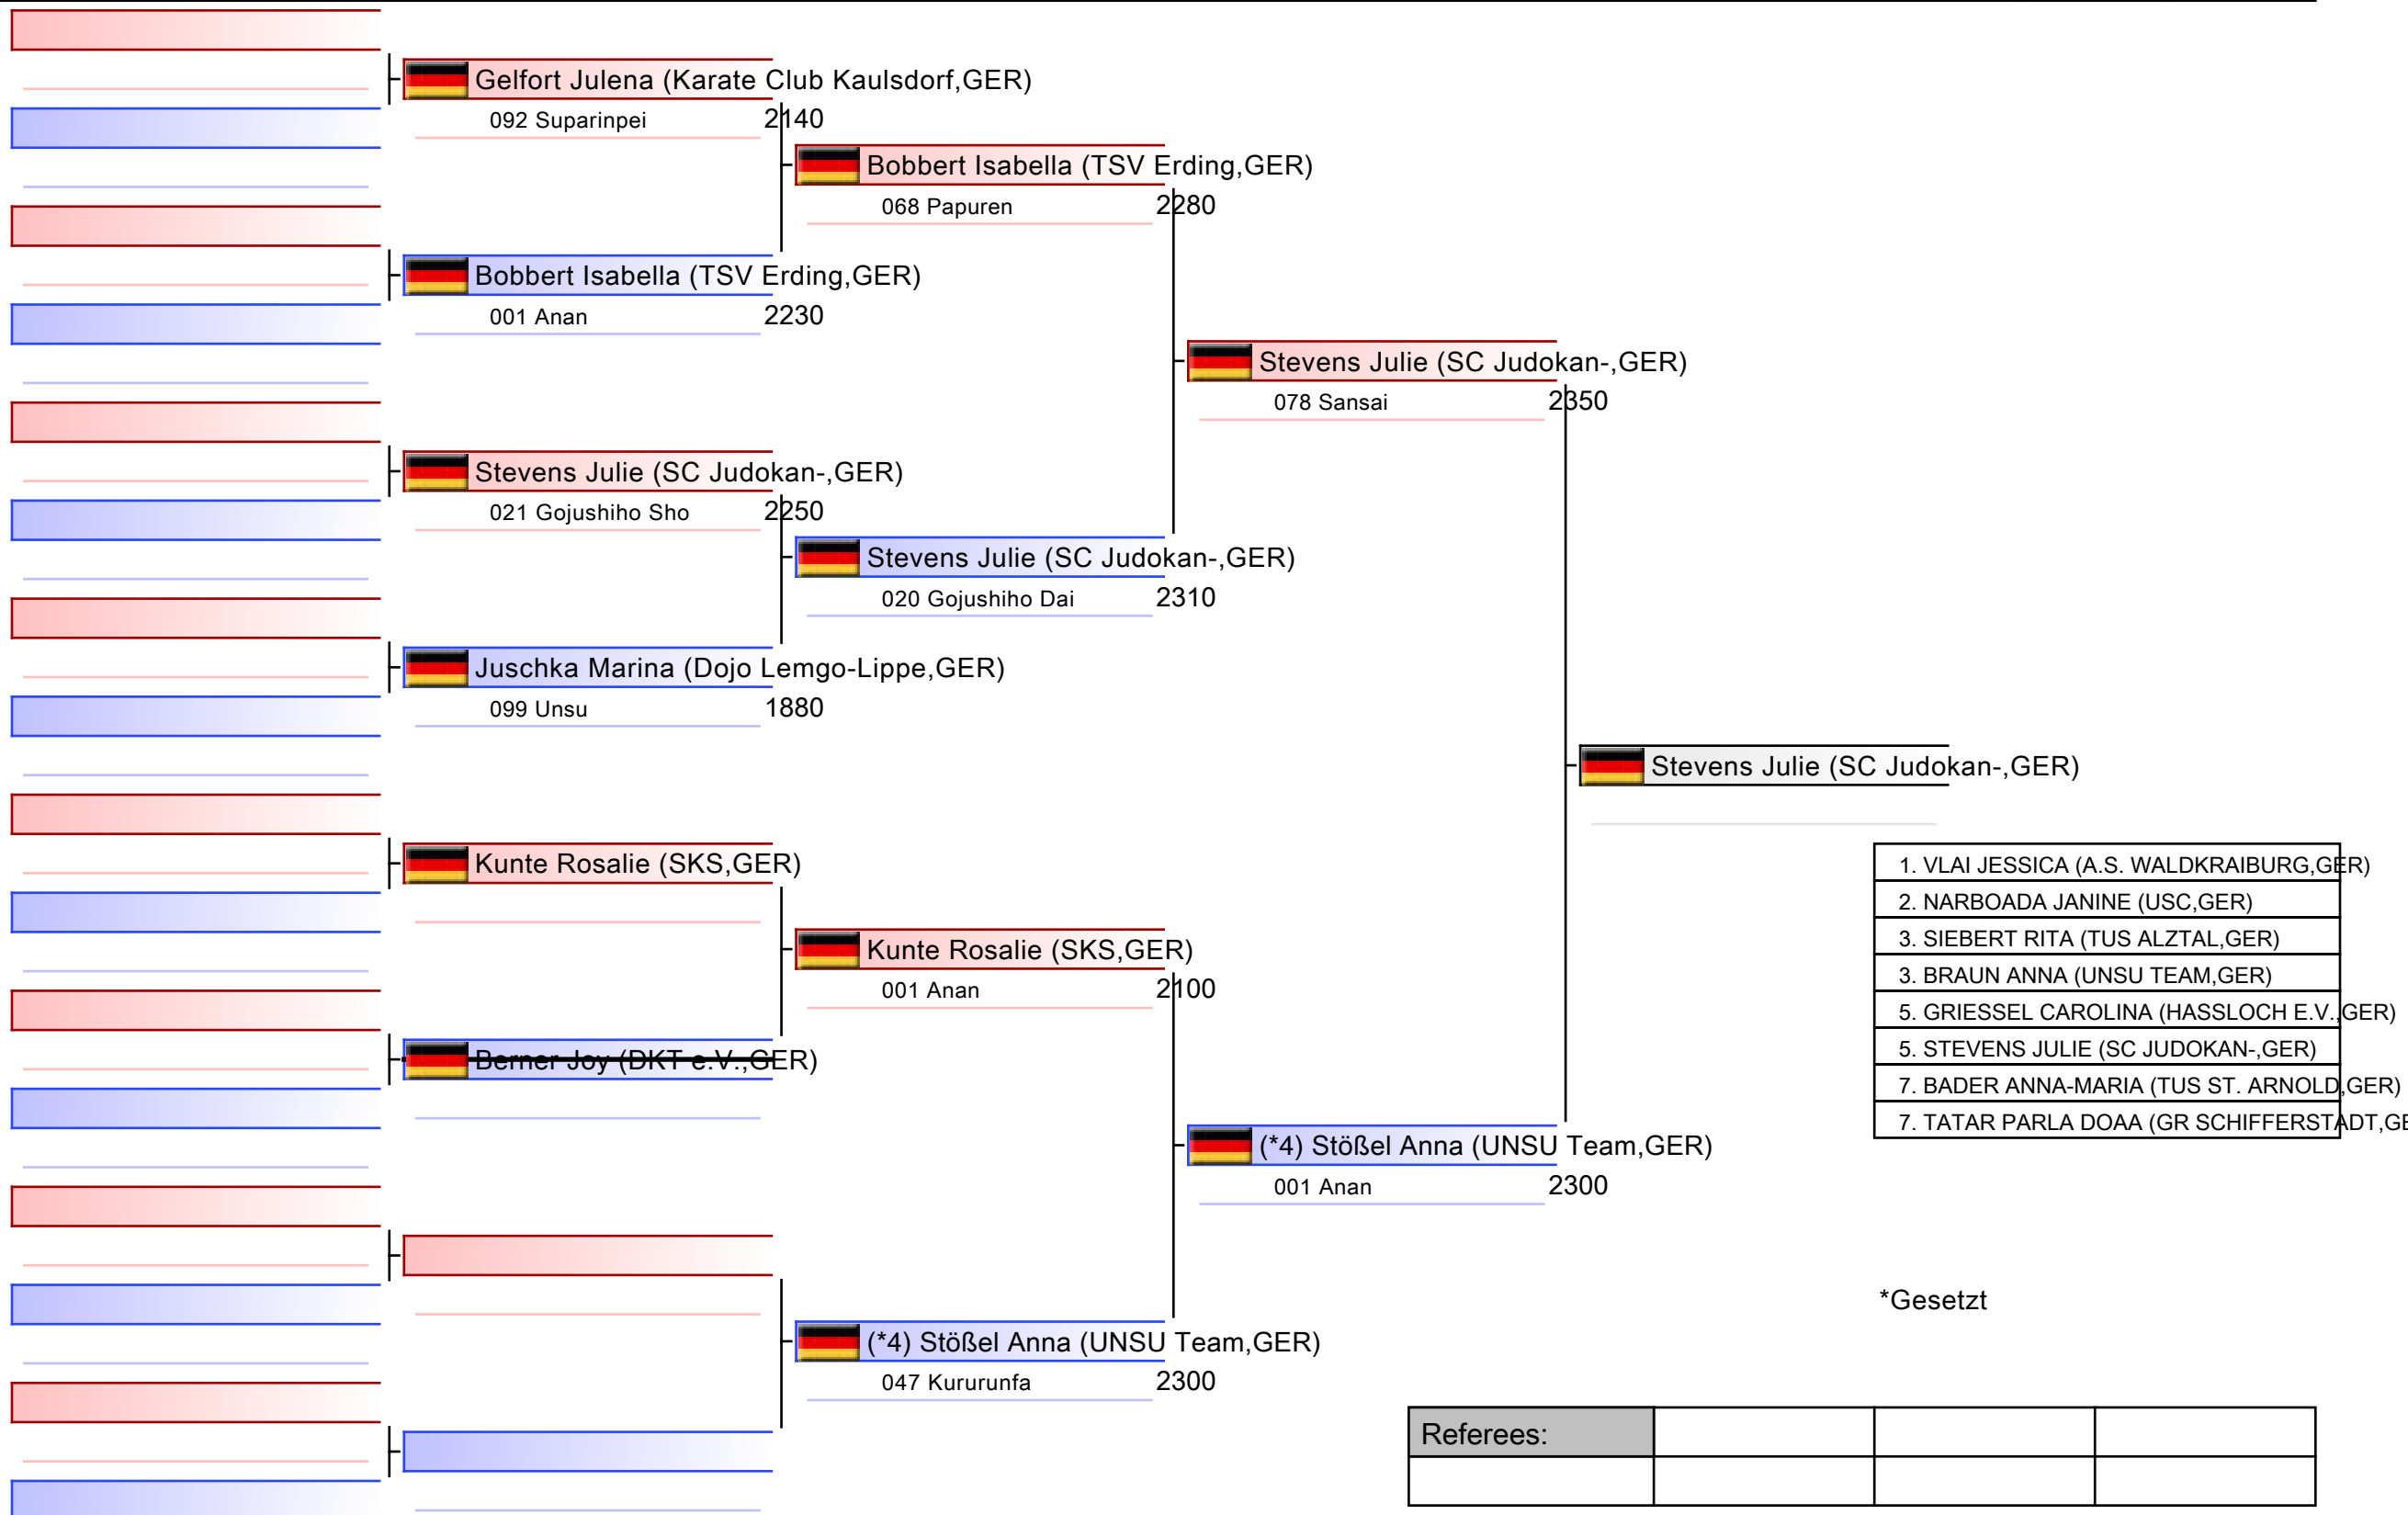 Gelfort Julena (Karate Club Kaulsdorf,GER)
092 Suparinpei 2140
Bobbert Isabella (TSV Erding,GER)
068 Papuren 2280
Bobbert Isabella (TSV Erding,GER)
001 Anan 2230
Stevens Julie (SC Judokan-,GER)
078 Sansai 2350
Stevens Julie (SC Judokan-,GER)
021 Gojushiho Sho 2250
Stevens Julie (SC Judokan-,GER)
020 Gojushiho Dai 2310
Juschka Marina (Dojo Lemgo-Lippe,GER)
099 Unsu 1880
Stevens Julie (SC Judokan-,GER)
Kunte Rosalie (SKS,GER)
1. VLAI JESSICA (A.S. WALDKRAIBURG,GER)
2. NARBOADA JANINE (USC,GER)
3. SIEBERT RITA (TUS ALZTAL,GER)
3. BRAUN ANNA (UNSU TEAM,GER)
5. GRIESSEL CAROLINA (HASSLOCH E.V.,GER)
5. STEVENS JULIE (SC JUDOKAN-,GER)
7. BADER ANNA-MARIA (TUS ST. ARNOLD,GER)
7. TATAR PARLA DOAA (GR SCHIFFERSTADT,GE
Kunte Rosalie (SKS,GER)
001 Anan 2100
Berner Joy (DKT e.V.,GER)
(*4) Stößel Anna (UNSU Team,GER)
001 Anan 2300
*Gesetzt
(*4) Stößel Anna (UNSU Team,GER)
047 Kururunfa 2300
Referees: